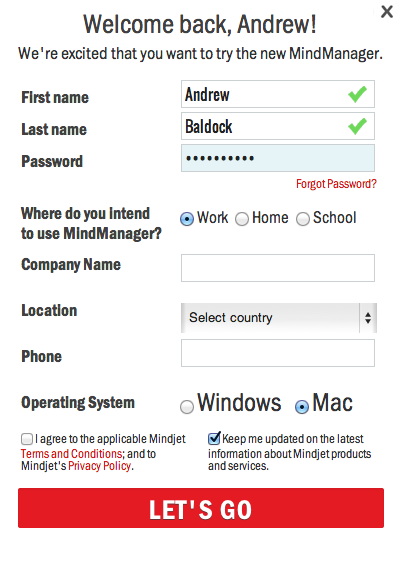 Welcome back, Andrew!
We're excited that you want to try the new MindManager.
First name Andrew
Last name Baldock
Password ••••••••••
Forgot Password?
Where do you intend
to use MindManager? Work Home School
Company Name
Location Select country
Phone
Operating System Windows Mac
I agree to the applicable Mindjet
Terms and Conditions; and to
Mindjet's Privacy Policy.
Keep me updated on the latest
information about Mindjet products
and services.
LET'S GO